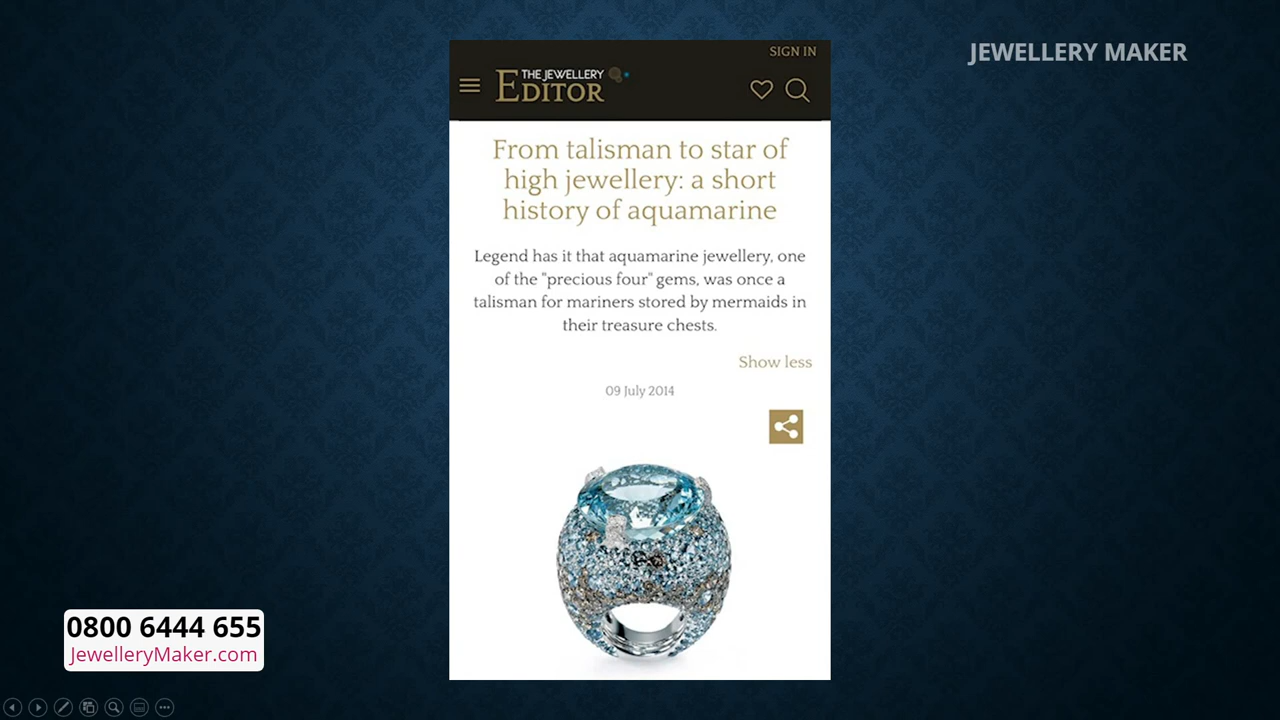 JEWELLERY MAKER
SIGN IN
THE JEWELLERY
EDITOR
From talisman to star of
high jewellery: a short
history of aquamarine
Legend has it that aquamarine jewellery, one
of the "precious four" gems, was once a
talisman for mariners stored by mermaids in
their treasure chests.
Show less
09 July 2014
0800 6444 655
JewelleryMaker.com